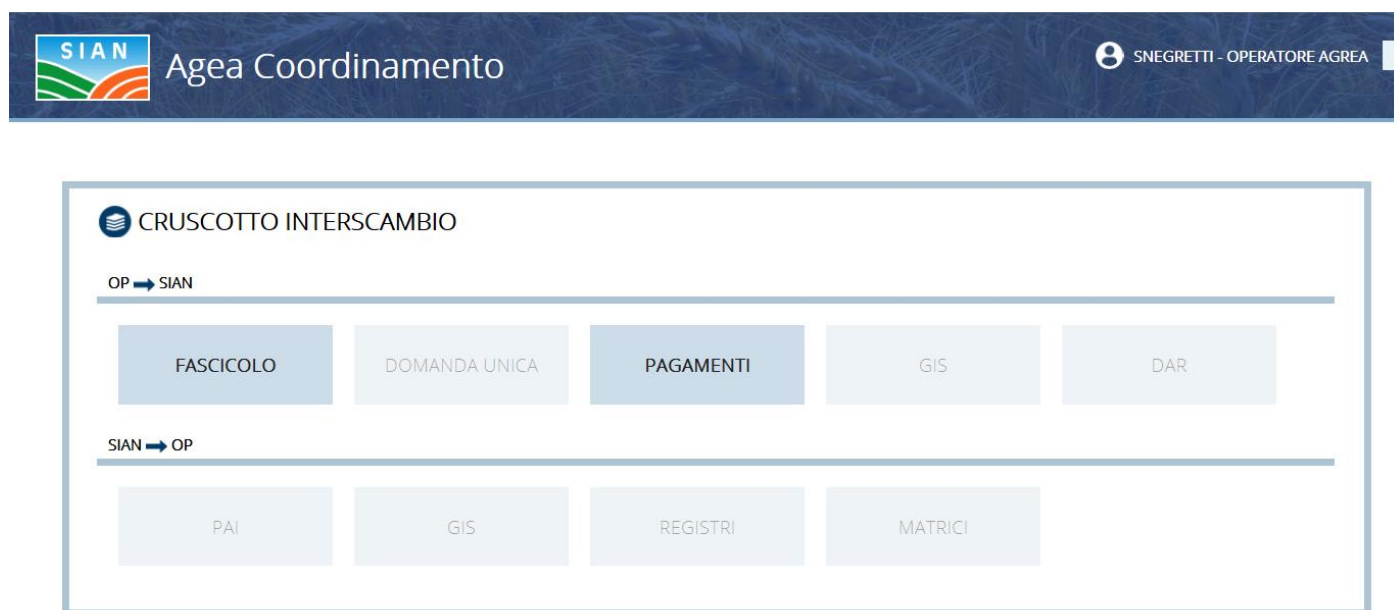 SIAN
Agea Coordinamento
SNEGRETTI - OPERATORE AGREA
CRUSCOTTO INTERSCAMBIO
OP ➡ SIAN
FASCICOLO DOMANDA UNICA PAGAMENTI GIS DAR
SIAN ➡ OP
PAI GIS REGISTRI MATRICI